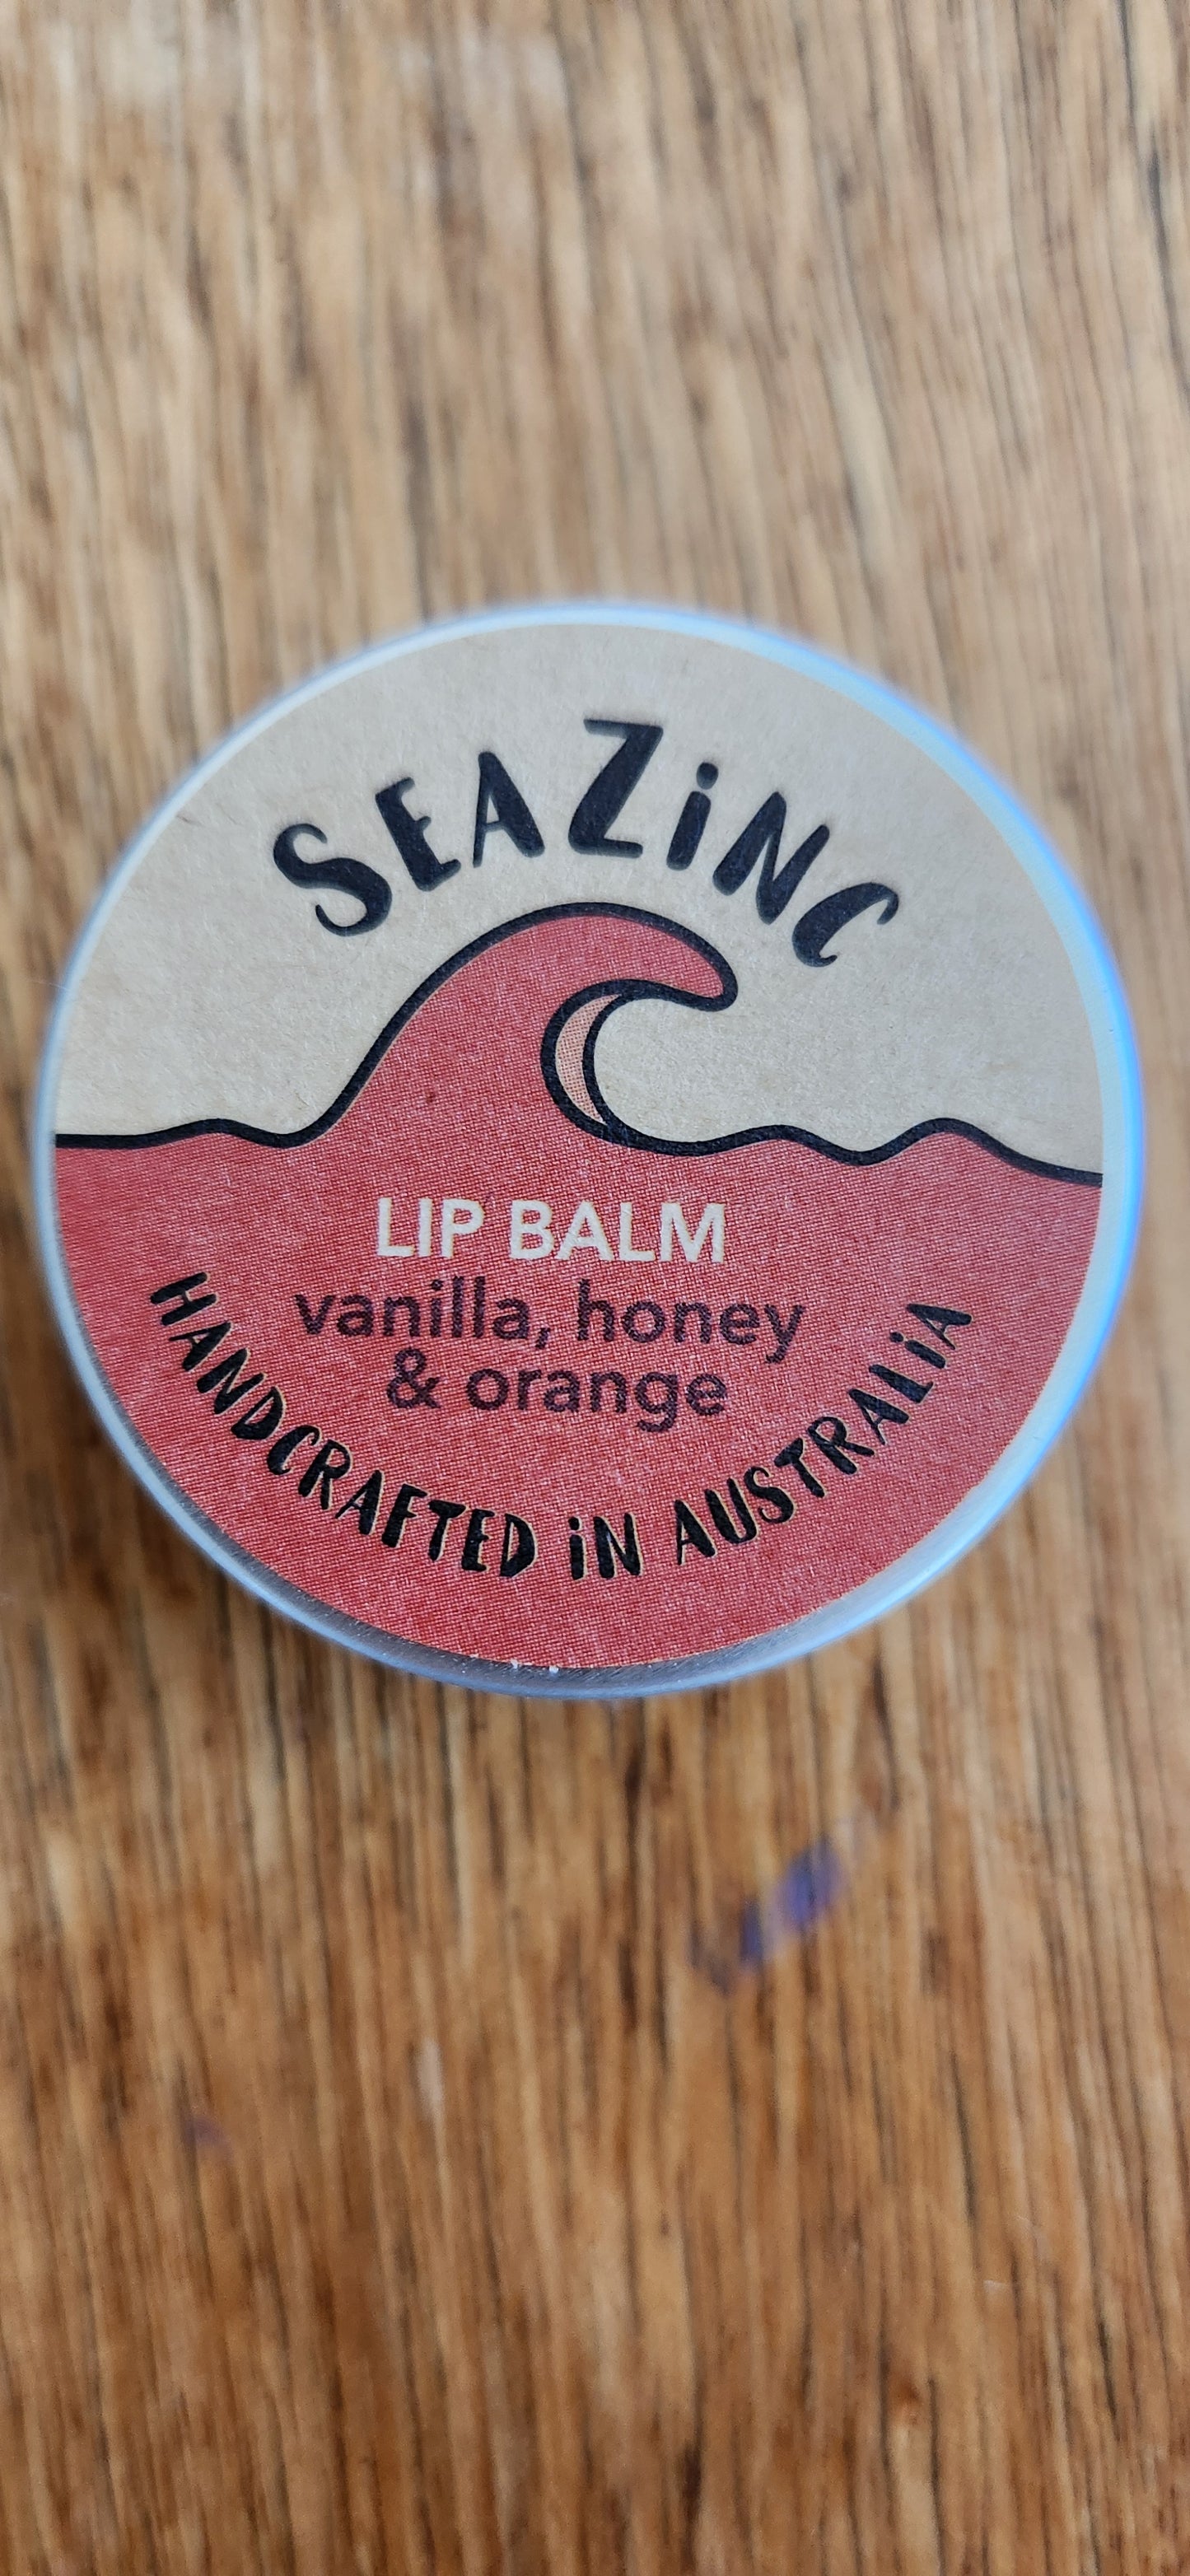 SEAZiNC
LIP BALM
vanilla, honey
& orange
HANDCRAFTED iN AUSTRALiA